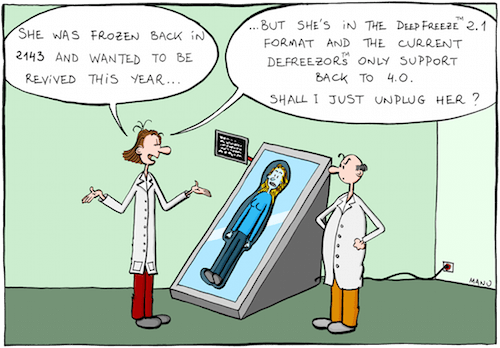 SHE WAS FROZEN BACK IN
2143 AND WANTED TO BE
REVIVED THIS YEAR...
...BUT SHE'S IN THE DEEPFREEZE™ 2.1
FORMAT AND THE CURRENT
DEFREEZORS™ ONLY SUPPORT
BACK TO 4.0.
SHALL I JUST UNPLUG HER ?
MANU